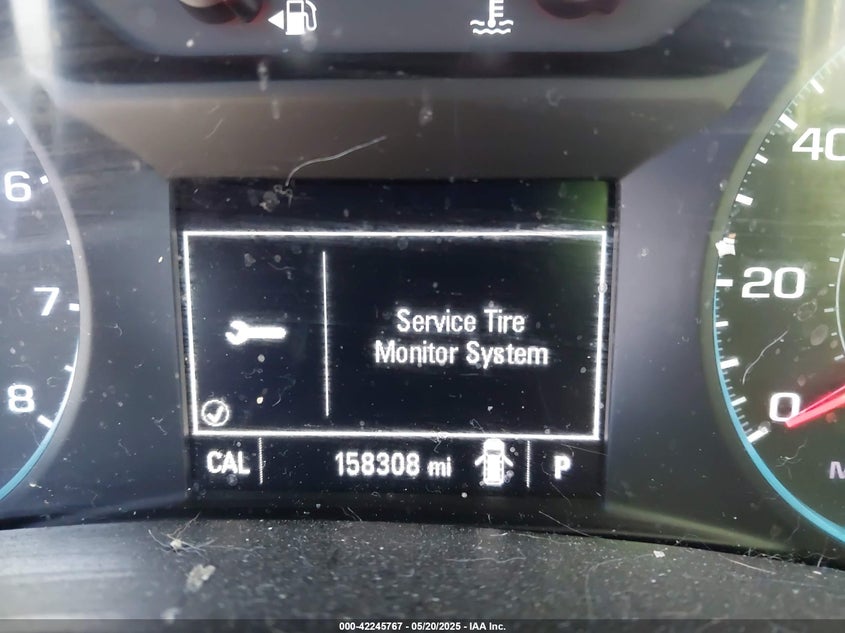 6
7
8
40
20
0
Service Tire
Monitor System
CAL 158308 mi P
M
000-42245767 - 05/20/2025 - IAA Inc.